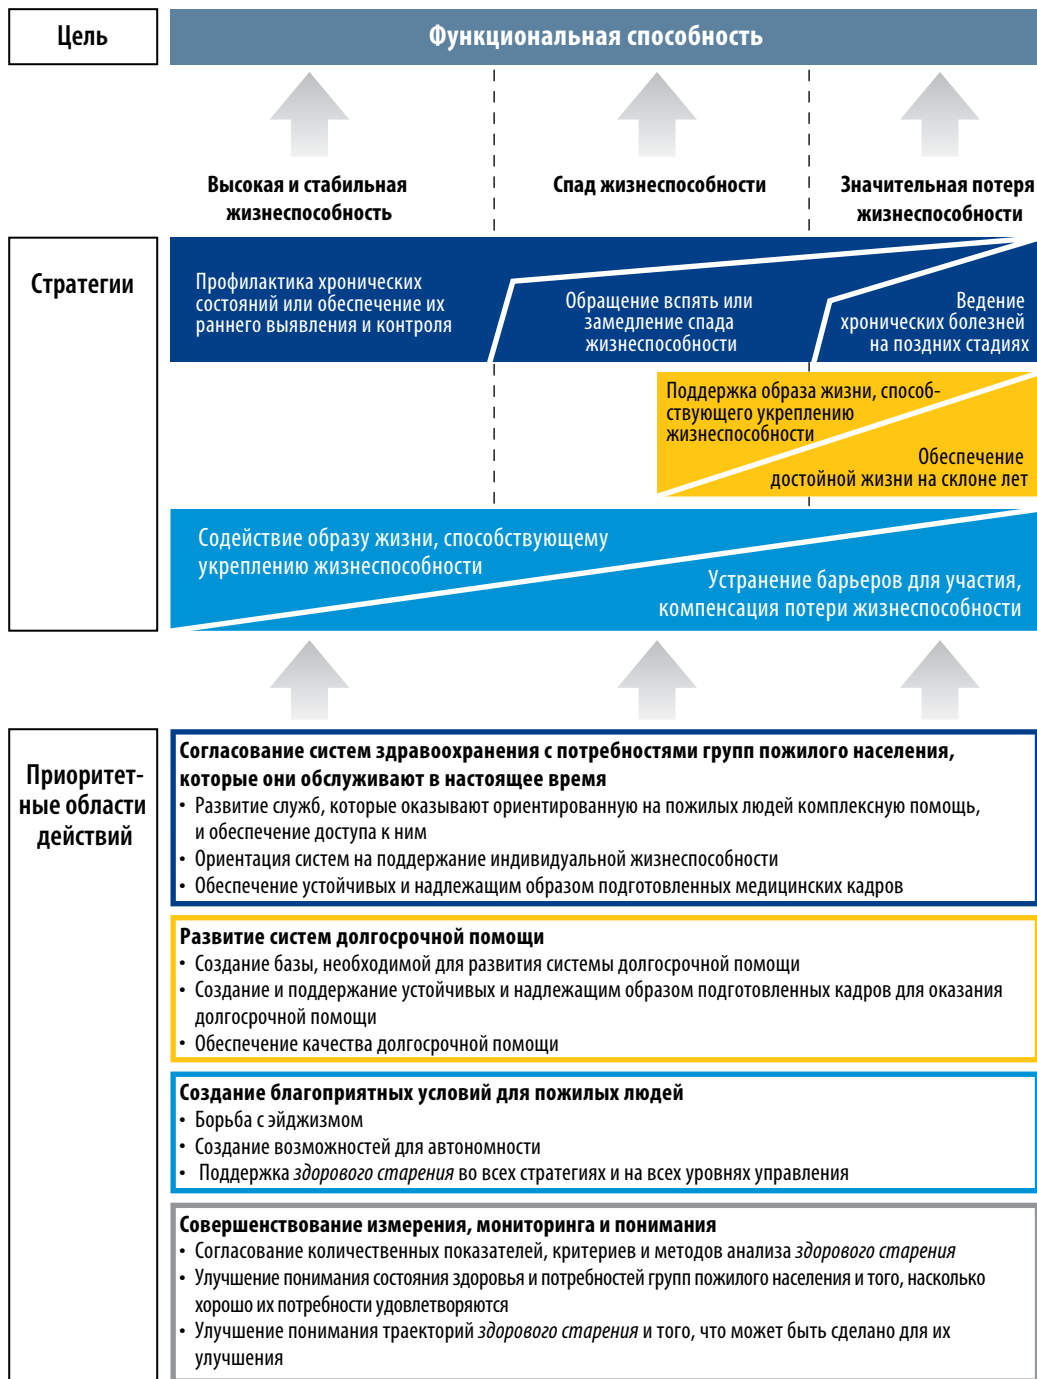 Цель
Функциональная способность
Высокая и стабильная
жизнеспособность
Спад жизнеспособности
Значительная потеря
жизнеспособности
Стратегии
Профилактика хронических
состояний или обеспечение их
раннего выявления и контроля
Обращение вспять или
замедление спада
жизнеспособности
Ведение
хронических болезней
на поздних стадиях
Поддержка образа жизни, способ-
ствующего укреплению
жизнеспособности
Обеспечение
достойной жизни на склоне лет
Содействие образу жизни, способствующему
укреплению жизнеспособности
Устранение барьеров для участия,
компенсация потери жизнеспособности
Приоритет-
ные области
действий
Согласование систем здравоохранения с потребностями групп пожилого населения,
которые они обслуживают в настоящее время
• Развитие служб, которые оказывают ориентированную на пожилых людей комплексную помощь,
и обеспечение доступа к ним
• Ориентация систем на поддержание индивидуальной жизнеспособности
• Обеспечение устойчивых и надлежащим образом подготовленных медицинских кадров
Развитие систем долгосрочной помощи
• Создание базы, необходимой для развития системы долгосрочной помощи
• Создание и поддержание устойчивых и надлежащим образом подготовленных кадров для оказания
долгосрочной помощи
• Обеспечение качества долгосрочной помощи
Создание благоприятных условий для пожилых людей
• Борьба с эйджизмом
• Создание возможностей для автономности
• Поддержка здорового старения во всех стратегиях и на всех уровнях управления
Совершенствование измерения, мониторинга и понимания
• Согласование количественных показателей, критериев и методов анализа здорового старения
• Улучшение понимания состояния здоровья и потребностей групп пожилого населения и того, насколько
хорошо их потребности удовлетворяются
• Улучшение понимания траекторий здорового старения и того, что может быть сделано для их
улучшения